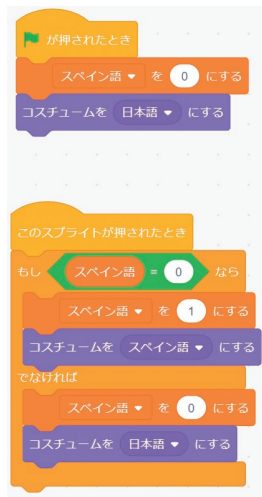 が押されたとき
スペイン語 を 0 にする
コスチュームを 日本語 にする
このスプライトが押されたとき
もし スペイン語 = 0 なら
スペイン語 を 1 にする
コスチュームを スペイン語 にする
でなければ
スペイン語 を 0 にする
コスチュームを 日本語 にする